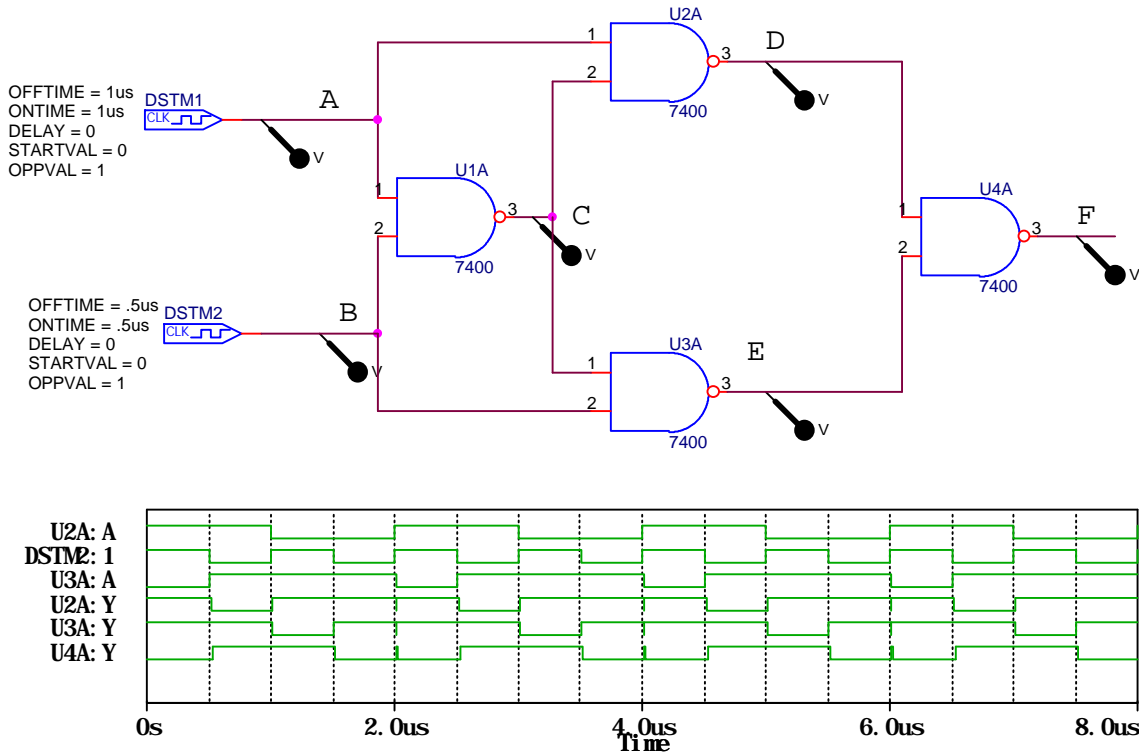 U2A
1
D
3
2
7400
OFFTIME = 1us
ONTIME = 1us
DELAY = 0
STARTVAL = 0
OPPVAL = 1
DSTM1
CLK
A
V
V
U1A
1
2
3
C
7400
V
U4A
1
2
3
F
7400
V
OFFTIME = .5us
ONTIME = .5us
DELAY = 0
STARTVAL = 0
OPPVAL = 1
DSTM2
CLK
B
V
U3A
1
2
3
E
7400
V
U2A: A
DSTM2: 1
U3A: A
U2A: Y
U3A: Y
U4A: Y
0s
2.0us
4.0us
6.0us
8.0us
Time